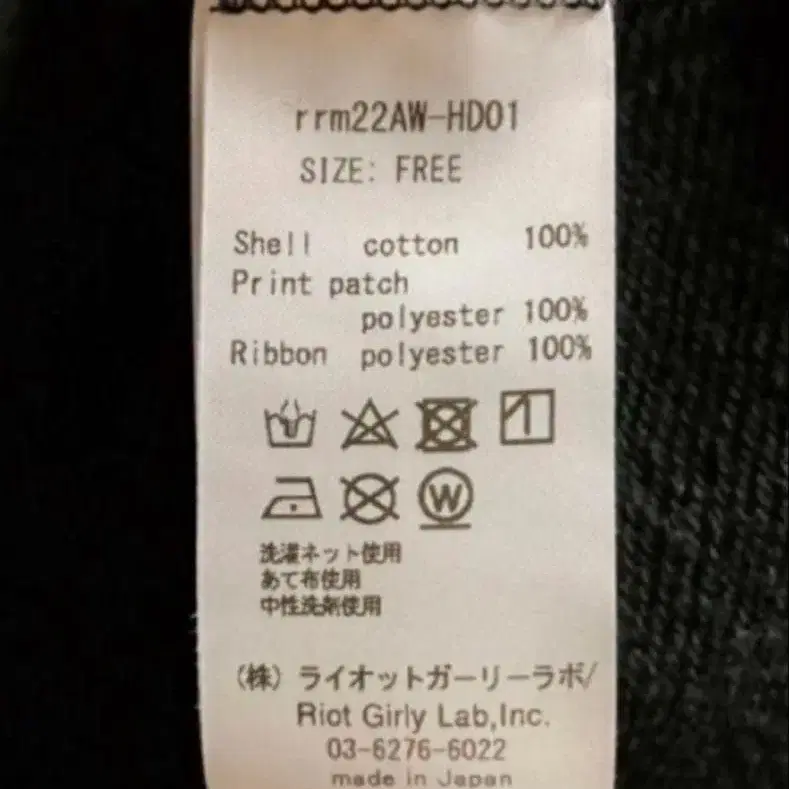 rrm22AW-HD01
SIZE: FREE
Shell cotton 100%
Print patch
polyester 100%
Ribbon polyester 100%
W
洗濯ネット使用
あて布使用
中性洗剤使用
(株) ライオットガーリーラボ/
Riot Girly Lab,Inc.
03-6276-6022
made in Japan